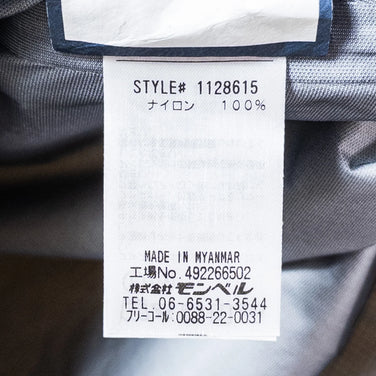 STYLE# 1128615
ナイロン 100%
MADE IN MYANMAR
工場No.492266502
株式会社 モンベル
TEL.06-6531-3544
フリーコール:0088-22-0031